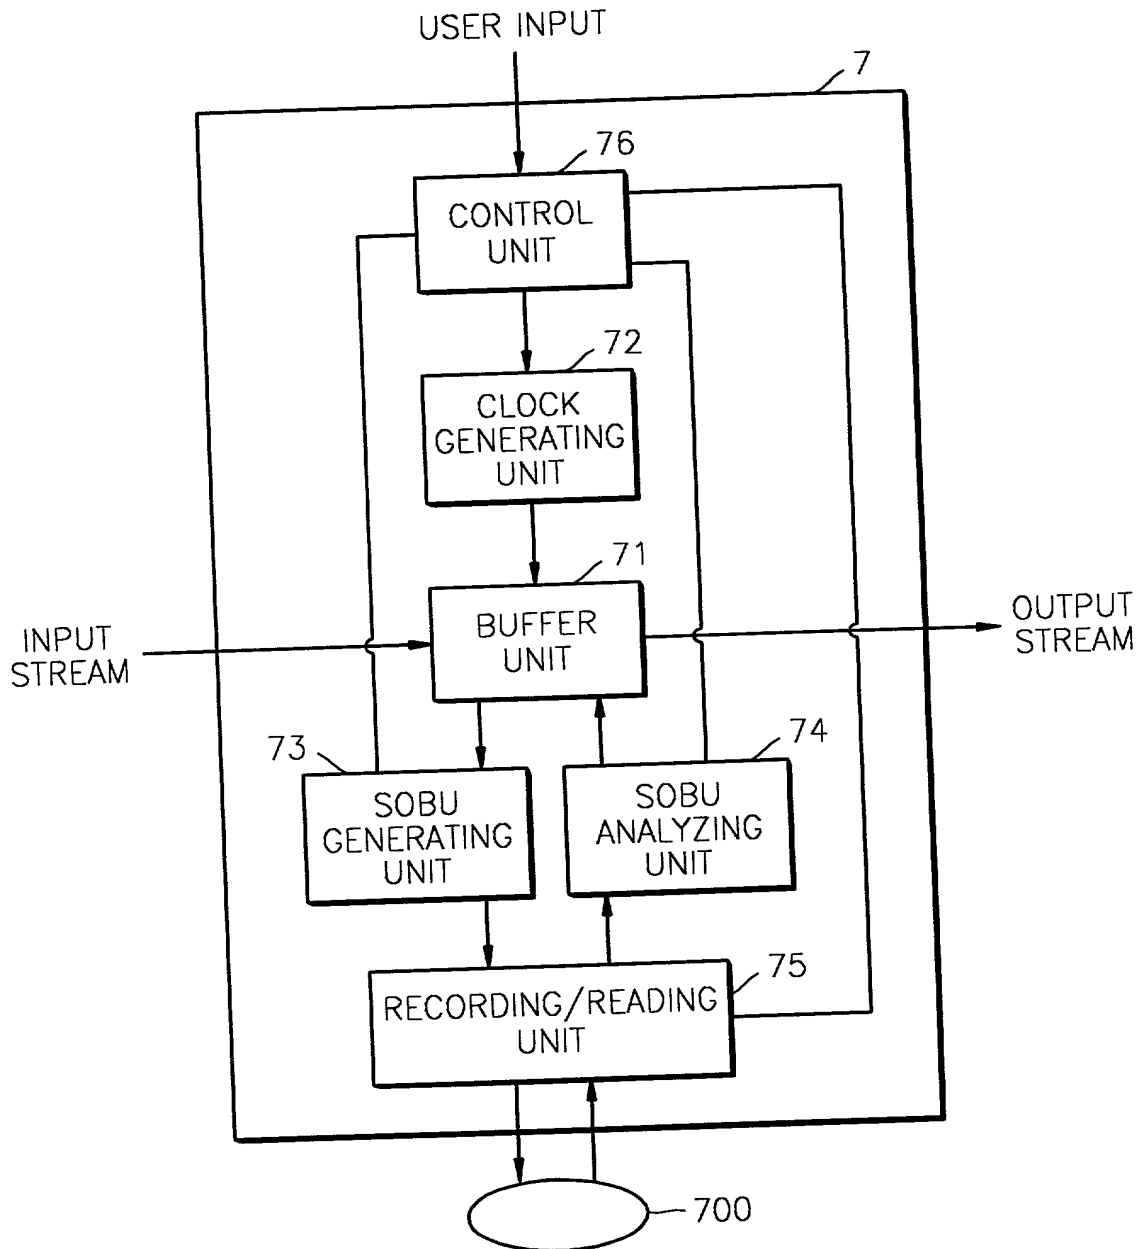 USER INPUT
7
76
CONTROL
UNIT
72
CLOCK
GENERATING
UNIT
71
BUFFER
UNIT
INPUT
STREAM
OUTPUT
STREAM
73
SOBU
GENERATING
UNIT
74
SOBU
ANALYZING
UNIT
75
RECORDING/READING
UNIT
700